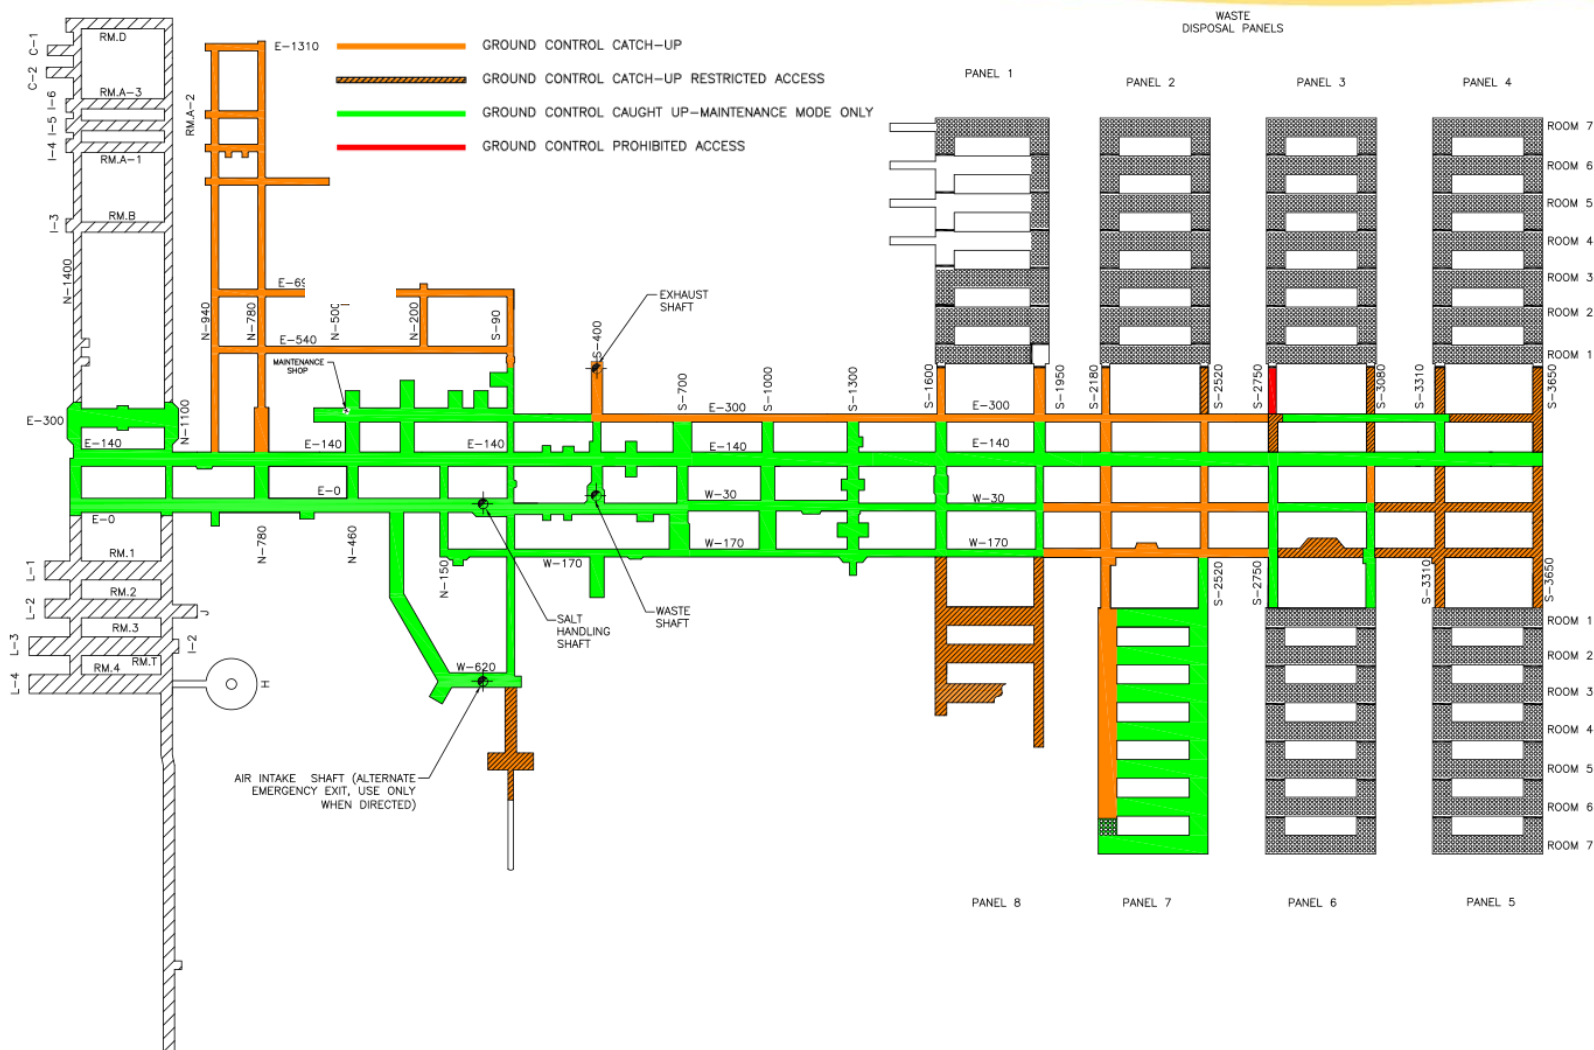 WASTE
DISPOSAL PANELS
GROUND CONTROL CATCH-UP
GROUND CONTROL CATCH-UP RESTRICTED ACCESS
GROUND CONTROL CAUGHT UP-MAINTENANCE MODE ONLY
GROUND CONTROL PROHIBITED ACCESS
PANEL 1
PANEL 2
PANEL 3
PANEL 4
ROOM 7
ROOM 6
ROOM 5
ROOM 4
ROOM 3
ROOM 2
ROOM 1
C-1
C-2
I-6
I-5
I-4
I-3
RM.D
RM.A-3
RM.A-1
RM.B
RM.A-2
E-1310
N-1400
N-940
N-780
E-69
N-500
N-200
S-90
E-540
MAINTENANCE
SHOP
EXHAUST
SHAFT
S-400
S-700
S-1000
S-1300
S-1600
S-1950
S-2180
S-2520
S-2750
S-3080
S-3310
S-3650
E-300
N-1100
E-300
E-300
E-140
E-140
E-140
E-140
E-140
E-0
W-30
W-30
E-0
N-780
N-460
N-150
W-170
W-170
W-170
S-2520
S-2750
S-3310
S-3650
RM.1
RM.2
RM.3
RM.T
RM.4
L-1
L-2
L-3
L-4
J
I-2
H
W-620
SALT
HANDLING
SHAFT
WASTE
SHAFT
AIR INTAKE SHAFT (ALTERNATE
EMERGENCY EXIT, USE ONLY
WHEN DIRECTED)
ROOM 1
ROOM 2
ROOM 3
ROOM 4
ROOM 5
ROOM 6
ROOM 7
PANEL 8
PANEL 7
PANEL 6
PANEL 5